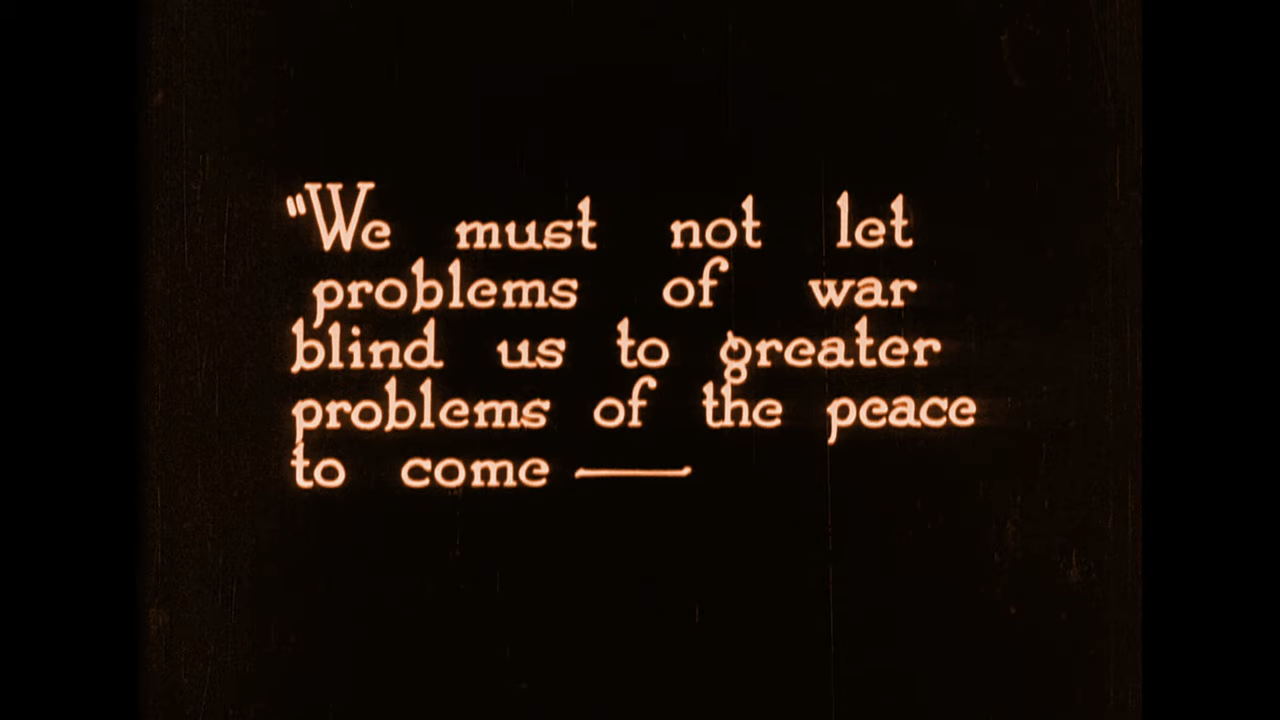 "We must not let
problems of war
blind us to greater
problems of the peace
to come —